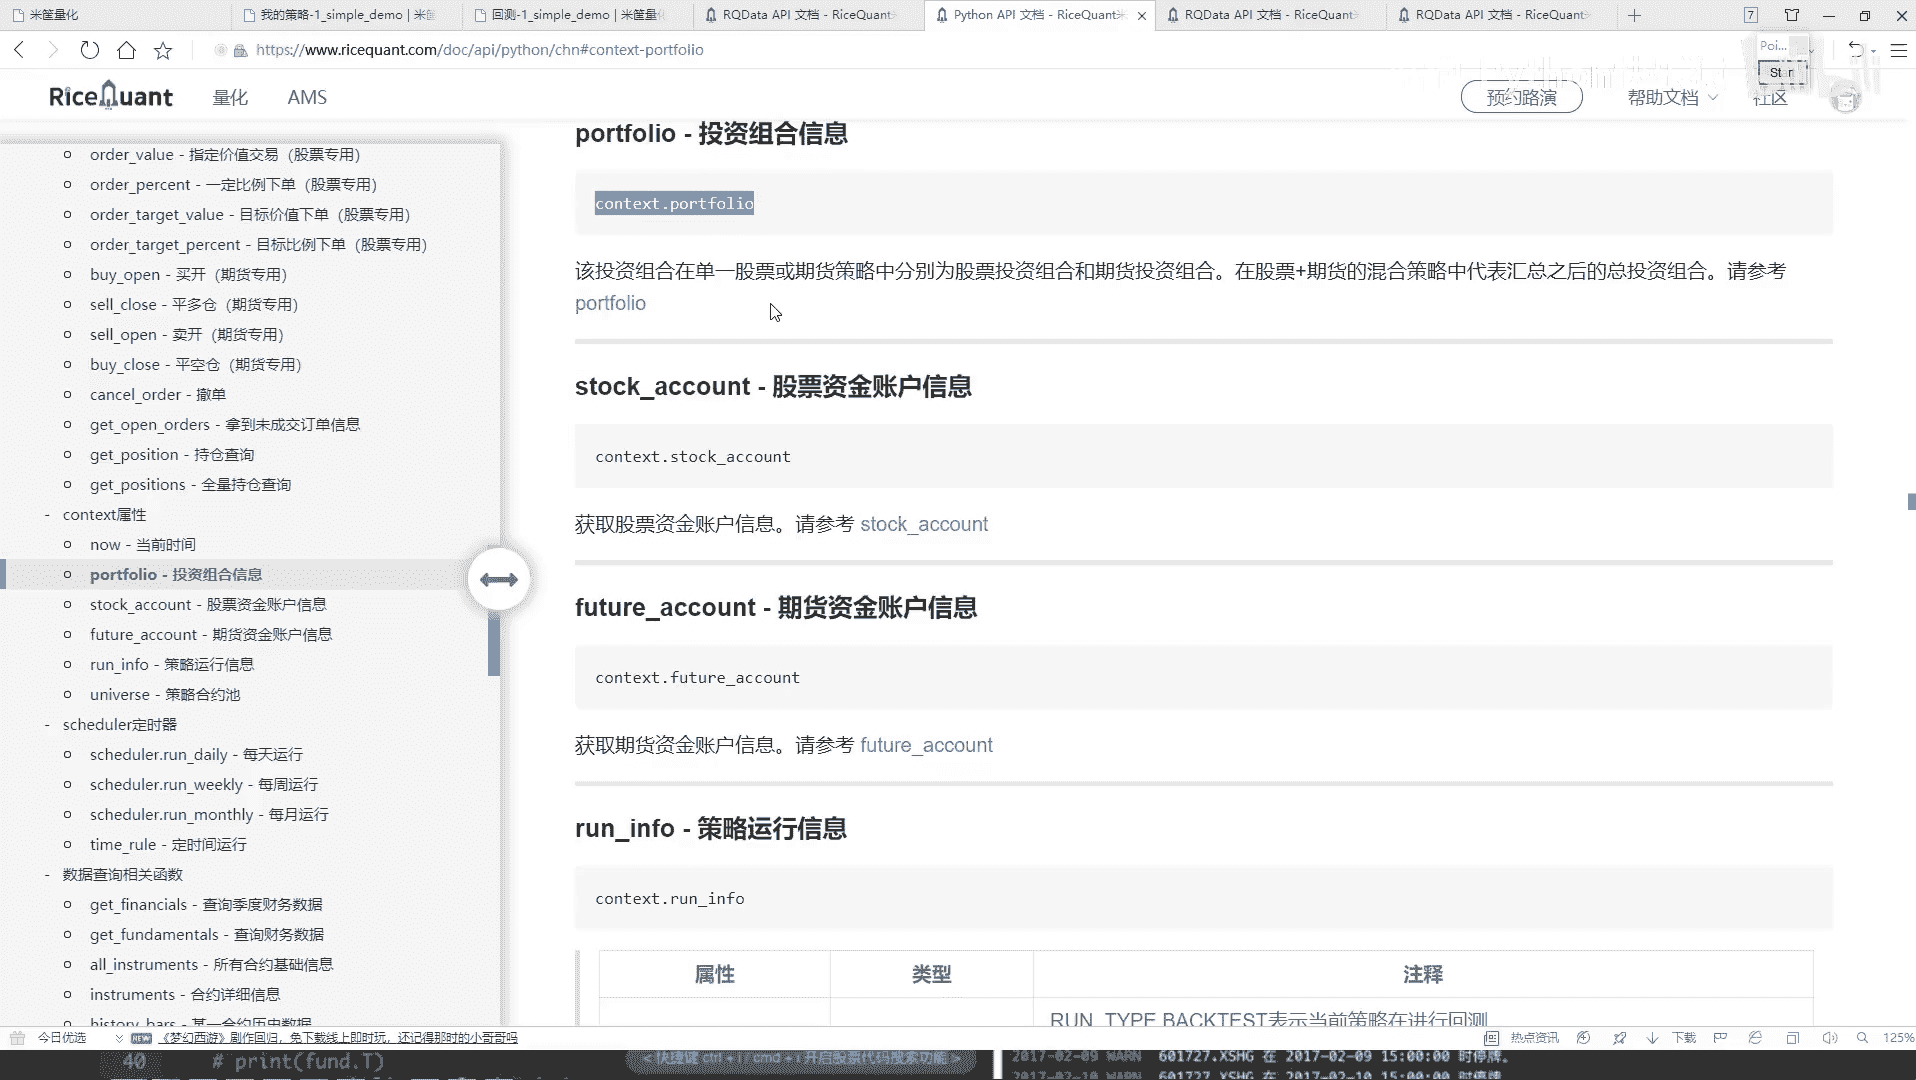 米筐量化
我的策略-1_simple_demo | 米筐
回测-1_simple_demo | 米筐量化
RQData API 文档 - RiceQuant
Python API 文档 - RiceQuant米
RQData API 文档 - RiceQuant
RQData API 文档 - RiceQuant
7
https://www.ricequant.com/doc/api/python/chn#context-portfolio
Poi...
Star
RiceQuant
量化
AMS
预约路演
帮助文档
社区
order_value - 指定价值交易（股票专用）
order_percent - 一定比例下单（股票专用）
order_target_value - 目标价值下单（股票专用）
order_target_percent - 目标比例下单（股票专用）
buy_open - 买开（期货专用）
sell_close - 平多仓（期货专用）
sell_open - 卖开（期货专用）
buy_close - 平空仓（期货专用）
cancel_order - 撤单
get_open_orders - 拿到未成交订单信息
get_position - 持仓查询
get_positions - 全量持仓查询
- context属性
now - 当前时间
portfolio - 投资组合信息
stock_account - 股票资金账户信息
future_account - 期货资金账户信息
run_info - 策略运行信息
universe - 策略合约池
- scheduler定时器
scheduler.run_daily - 每天运行
scheduler.run_weekly - 每周运行
scheduler.run_monthly - 每月运行
time_rule - 定时间运行
- 数据查询相关函数
get_financials - 查询季度财务数据
get_fundamentals - 查询财务数据
all_instruments - 所有合约基础信息
instruments - 合约详细信息
history_bars - 某一合约历史数据
portfolio - 投资组合信息
context.portfolio
该投资组合在单一股票或期货策略中分别为股票投资组合和期货投资组合。在股票+期货的混合策略中代表汇总之后的总投资组合。请参考
portfolio
stock_account - 股票资金账户信息
context.stock_account
获取股票资金账户信息。请参考 stock_account
future_account - 期货资金账户信息
context.future_account
获取期货资金账户信息。请参考 future_account
run_info - 策略运行信息
context.run_info
属性
类型
注释
RUN_TYPE.BACKTEST表示当前策略在进行回测
今日优选
NEW
《梦幻西游》剧作回归，免下载线上即时玩，还记得那时的小哥哥吗
热点资讯
下载
125%
40 # print(fund.T)
<快捷键 ctrl + i / cmd + i 开启股票代码搜索功能>
2017-02-09 WARN 601727.XSHG 在 2017-02-09 15:00:00 时停牌。
2017-02-10 WARN 601727.XSHG 在 2017-02-10 15:00:00 时停牌。